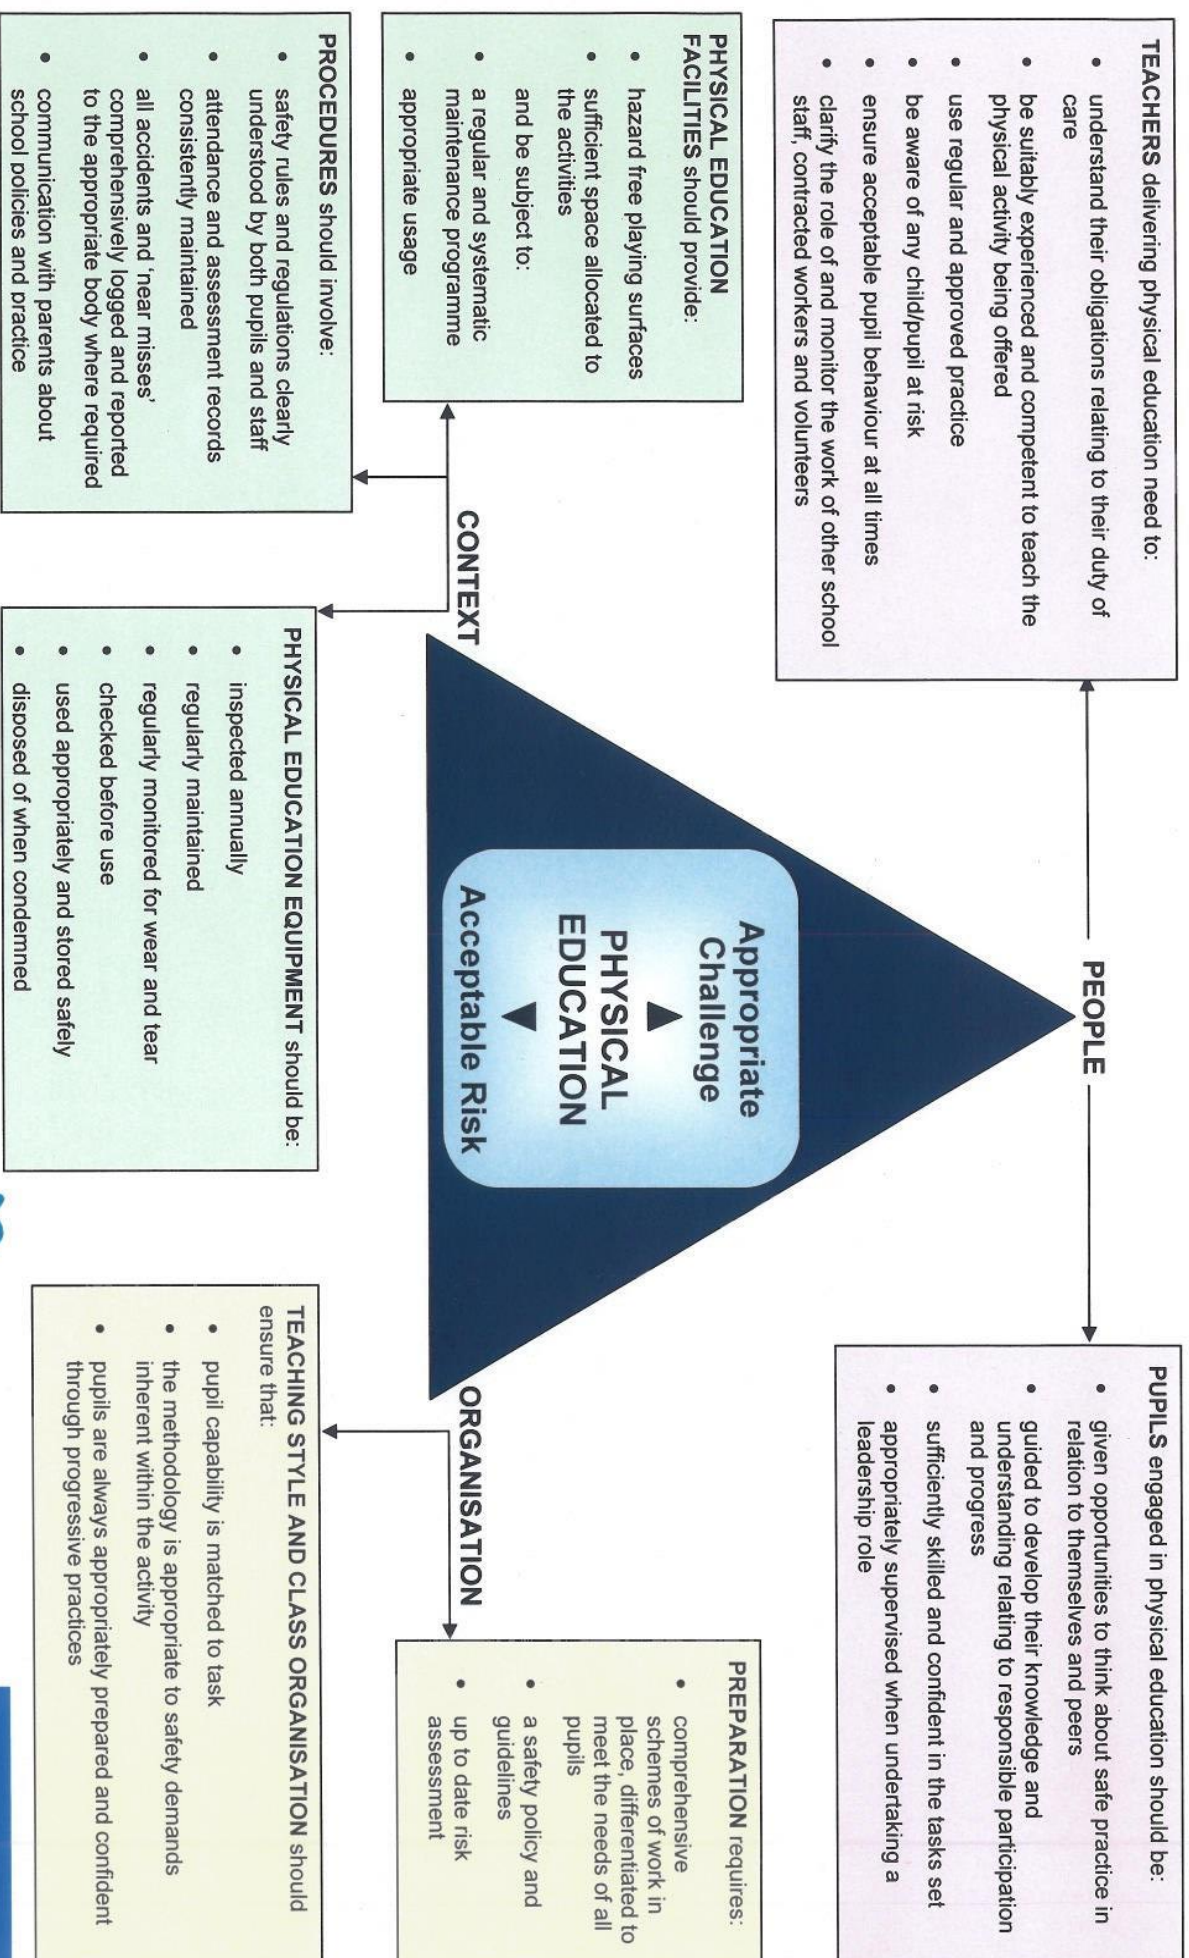 TEACHERS delivering physical education need to:
• understand their obligations relating to their duty of
care
• be suitably experienced and competent to teach the
physical activity being offered
• use regular and approved practice
• be aware of any child/pupil at risk
• ensure acceptable pupil behaviour at all times
• clarify the role of and monitor the work of other school
staff, contracted workers and volunteers
PEOPLE
PUPILS engaged in physical education should be:
• given opportunities to think about safe practice in
relation to themselves and peers
• guided to develop their knowledge and
understanding relating to responsible participation
and progress
• sufficiently skilled and confident in the tasks set
• appropriately supervised when undertaking a
leadership role
Appropriate
Challenge
PHYSICAL
EDUCATION
Acceptable Risk
CONTEXT
PHYSICAL EDUCATION
FACILITIES should provide:
• hazard free playing surfaces
• sufficient space allocated to
the activities
and be subject to:
• a regular and systematic
maintenance programme
• appropriate usage
PROCEDURES should involve:
• safety rules and regulations clearly
understood by both pupils and staff
• attendance and assessment records
consistently maintained
• all accidents and ‘near misses’
comprehensively logged and reported
to the appropriate body where required
• communication with parents about
school policies and practice
PHYSICAL EDUCATION EQUIPMENT should be:
• inspected annually
• regularly maintained
• regularly monitored for wear and tear
• checked before use
• used appropriately and stored safely
• disposed of when condemned
ORGANISATION
PREPARATION requires:
• comprehensive
schemes of work in
place, differentiated to
meet the needs of all
pupils
• a safety policy and
guidelines
• up to date risk
assessment
TEACHING STYLE AND CLASS ORGANISATION should
ensure that:
• pupil capability is matched to task
• the methodology is appropriate to safety demands
inherent within the activity
• pupils are always appropriately prepared and confident
through progressive practices